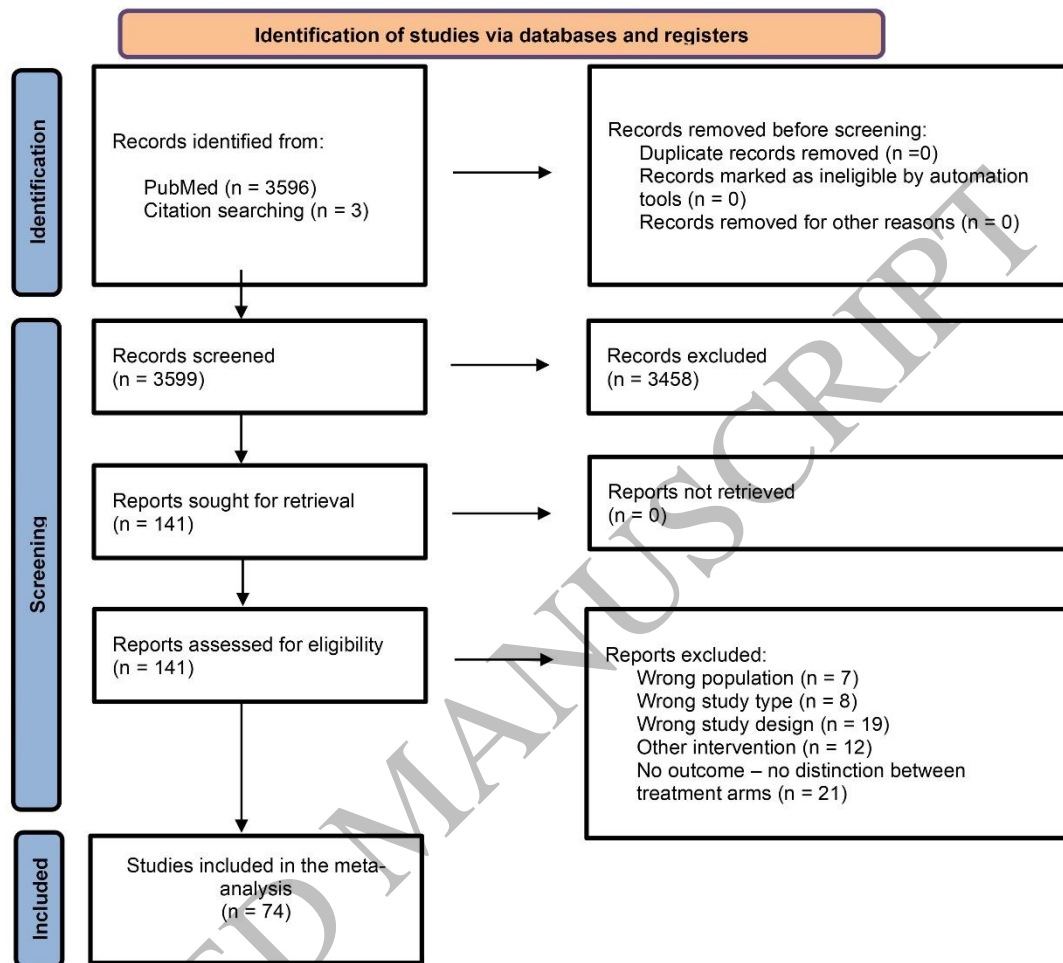 Identification of studies via databases and registers
Identification
Records identified from:
PubMed (n = 3596)
Citation searching (n = 3)
Records removed before screening:
Duplicate records removed (n =0)
Records marked as ineligible by automation
tools (n = 0)
Records removed for other reasons (n = 0)
Screening
Records screened
(n = 3599)
Records excluded
(n = 3458)
Reports sought for retrieval
(n = 141)
Reports not retrieved
(n = 0)
Reports assessed for eligibility
(n = 141)
Reports excluded:
Wrong population (n = 7)
Wrong study type (n = 8)
Wrong study design (n = 19)
Other intervention (n = 12)
No outcome – no distinction between
treatment arms (n = 21)
Included
Studies included in the meta-
analysis
(n = 74)
ED MANUSCRIPT